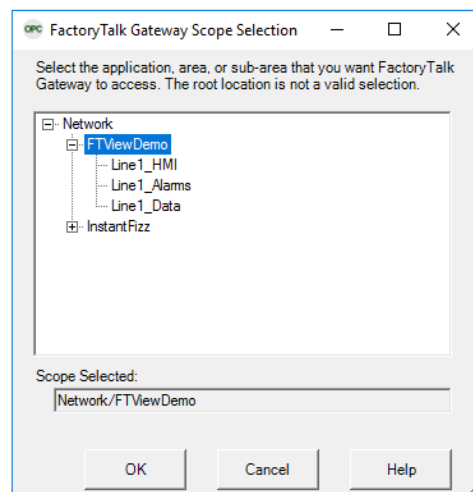 OPC FactoryTalk Gateway Scope Selection
Select the application, area, or sub-area that you want FactoryTalk
Gateway to access. The root location is not a valid selection.
Network
FTViewDemo
Line1_HMI
Line1_Alarms
Line1_Data
InstantFizz
Scope Selected:
Network/FTViewDemo
OK Cancel Help